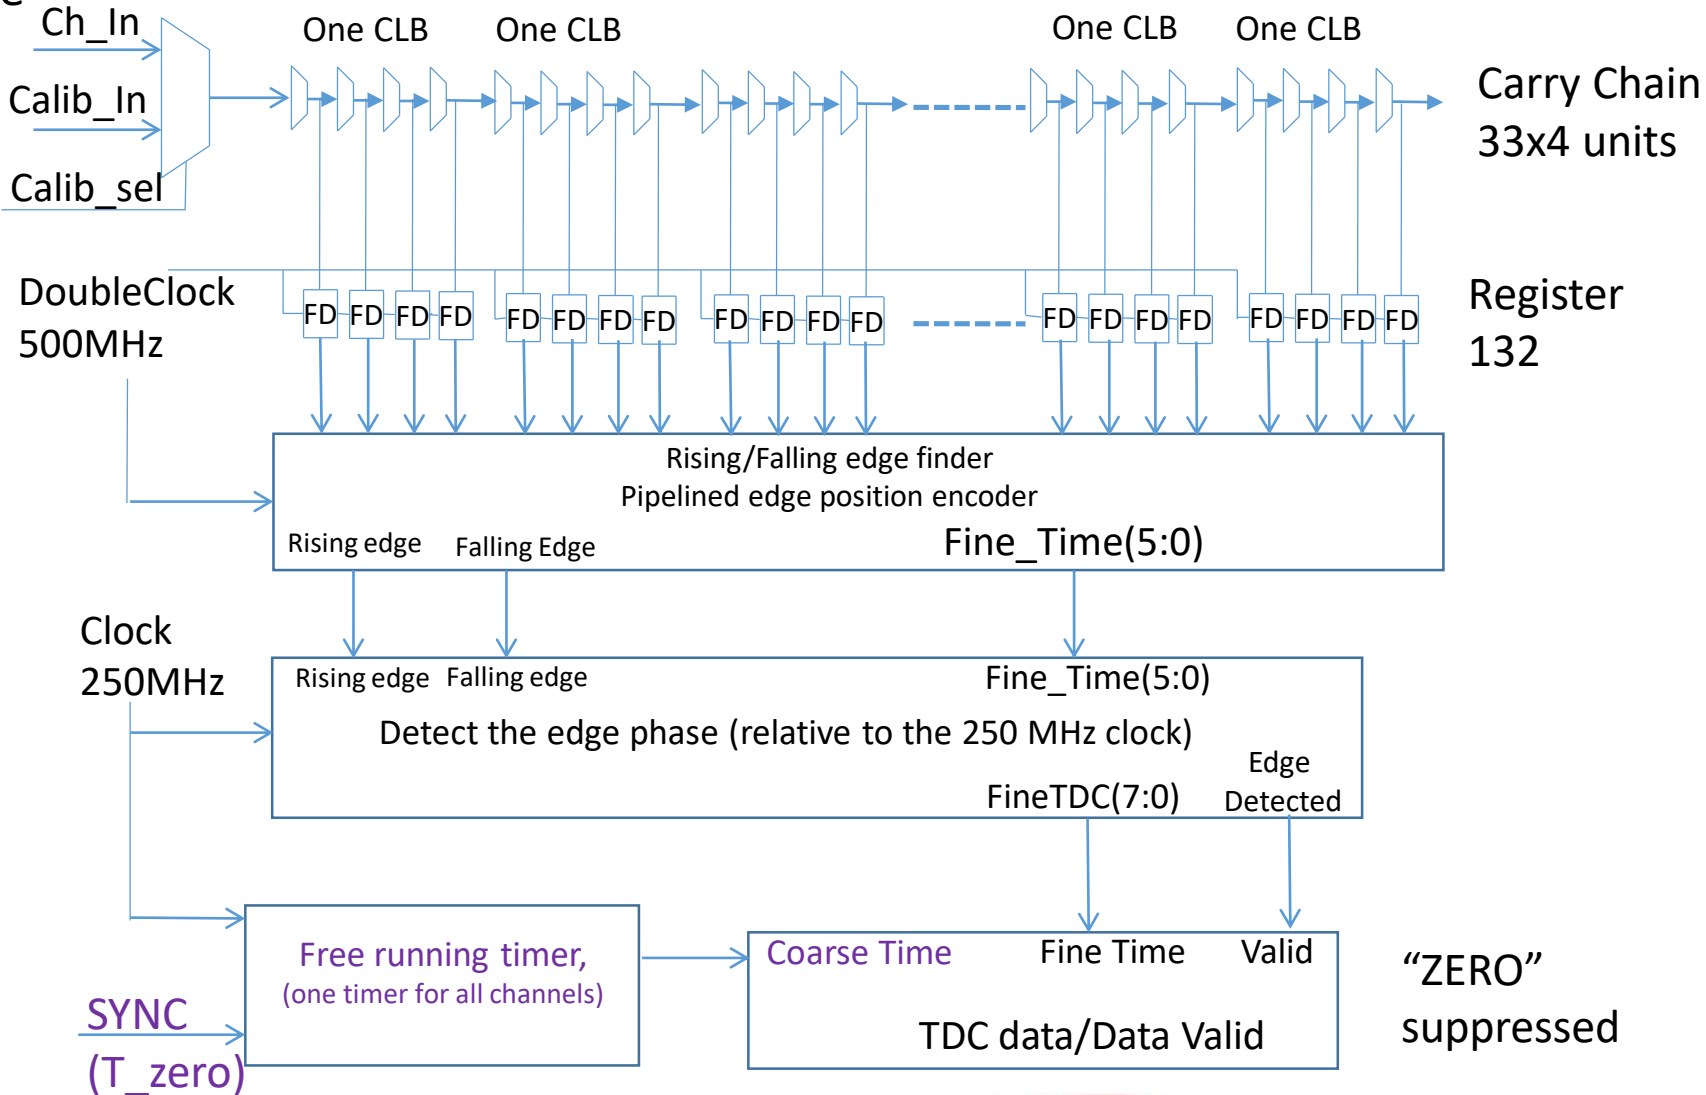 Ch_In
One CLB
One CLB
One CLB
One CLB
Calib_In
Carry Chain
33x4 units
Calib_sel
DoubleClock
500MHz
FD FD FD FD FD FD FD FD FD FD FD FD FD FD FD FD FD FD FD FD
Register
132
Rising/Falling edge finder
Pipelined edge position encoder
Rising edge
Falling Edge
Fine_Time(5:0)
Clock
250MHz
Rising edge
Falling edge
Fine_Time(5:0)
Detect the edge phase (relative to the 250 MHz clock)
FineTDC(7:0)
Edge
Detected
Free running timer,
(one timer for all channels)
SYNC
(T_zero)
Coarse Time
Fine Time
Valid
TDC data/Data Valid
“ZERO”
suppressed